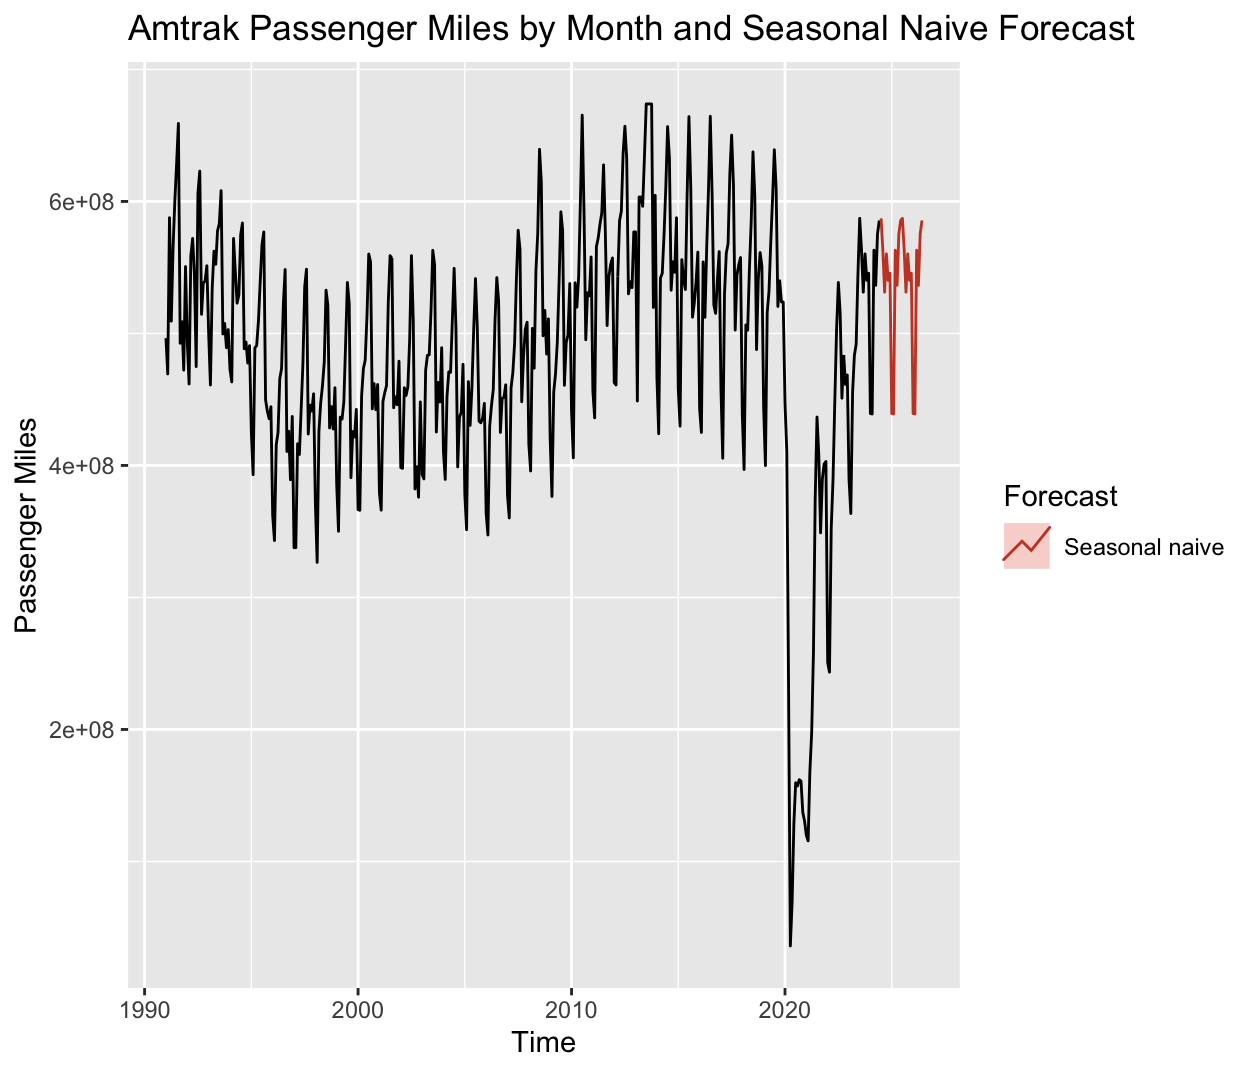 Amtrak Passenger Miles by Month and Seasonal Naive Forecast
6e+08
4e+08
2e+08
Passenger Miles
1990
2000
2010
2020
Time
Forecast
Seasonal naive